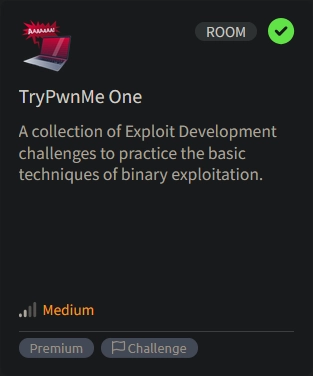 AAAAAAAA!
ROOM
TryPwnMe One
A collection of Exploit Development
challenges to practice the basic
techniques of binary exploitation.
Medium
Premium
Challenge